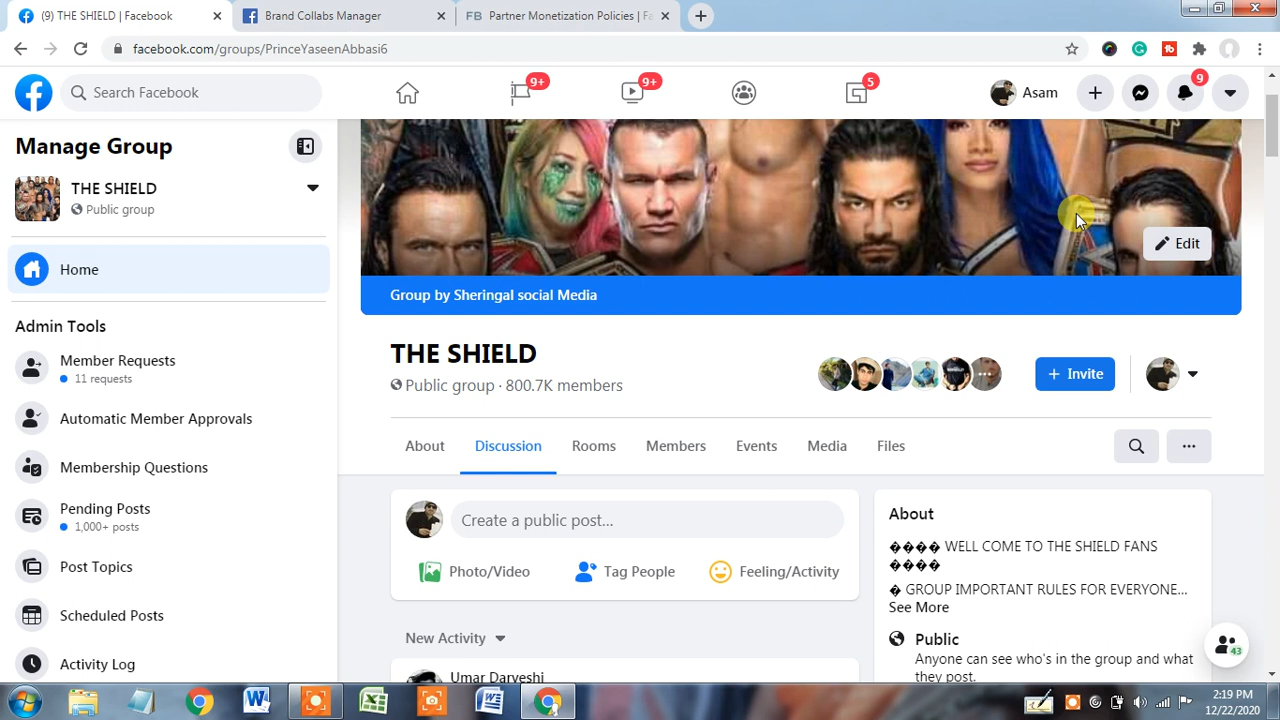 (9) THE SHIELD | Facebook
Brand Collabs Manager
FB Partner Monetization Policies | Fa
facebook.com/groups/PrinceYaseenAbbasi6
Search Facebook
9+
9+
5
Asam
9
Manage Group
THE SHIELD
Public group
Home
Admin Tools
Member Requests
11 requests
Automatic Member Approvals
Membership Questions
Pending Posts
1,000+ posts
Post Topics
Scheduled Posts
Activity Log
Edit
Group by Sheringal social Media
THE SHIELD
Public group · 800.7K members
+ Invite
About
Discussion
Rooms
Members
Events
Media
Files
Create a public post...
Photo/Video
Tag People
Feeling/Activity
New Activity
Umar Darveshi
About
���� WELL COME TO THE SHIELD FANS
����
� GROUP IMPORTANT RULES FOR EVERYONE...
See More
Public
Anyone can see who's in the group and what
they post.
43
2:19 PM
12/22/2020